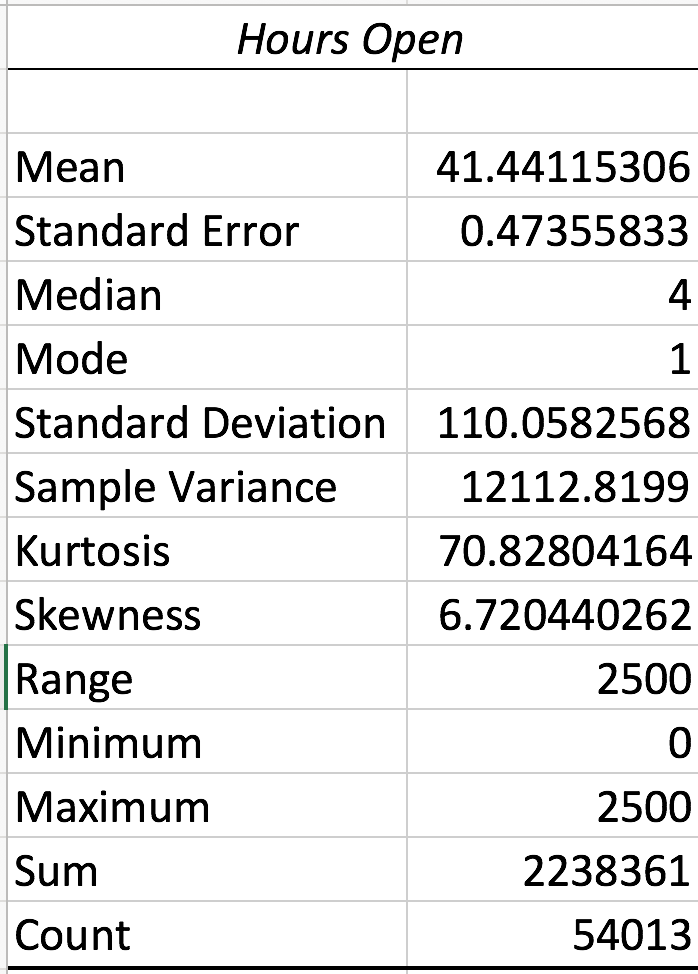 Hours Open
Mean 41.44115306
Standard Error 0.47355833
Median 4
Mode 1
Standard Deviation 110.0582568
Sample Variance 12112.8199
Kurtosis 70.82804164
Skewness 6.720440262
Range 2500
Minimum 0
Maximum 2500
Sum 2238361
Count 54013